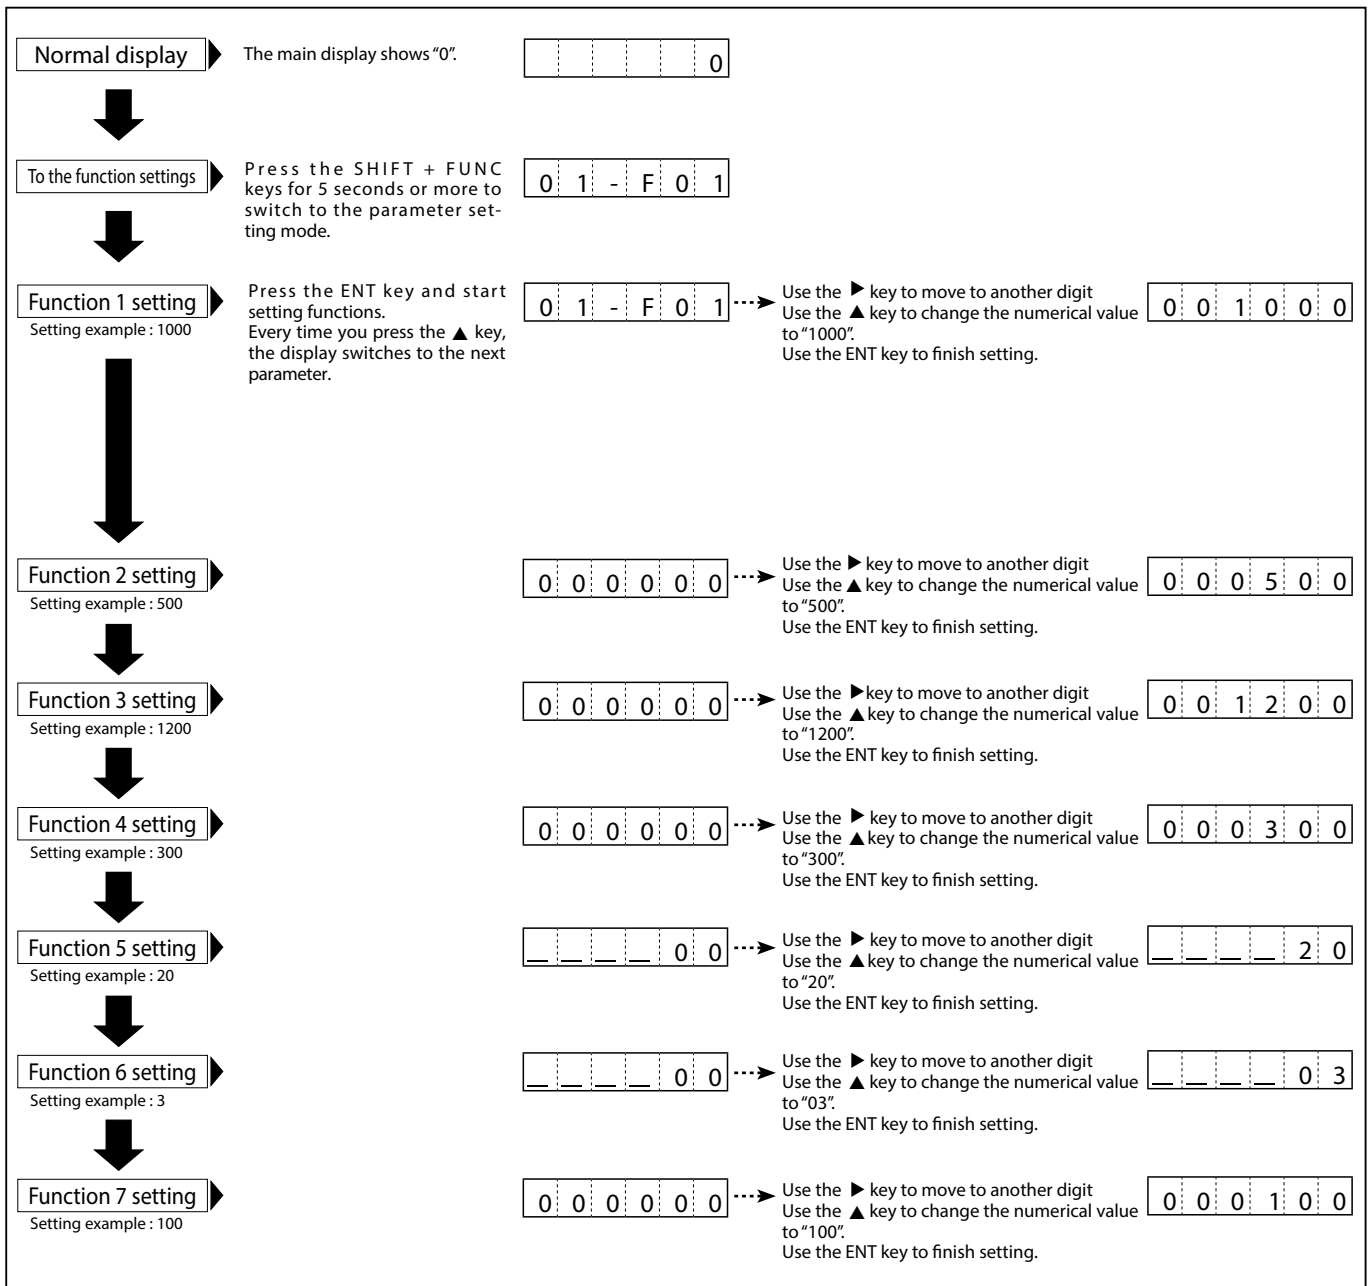 Normal display
The main display shows “0”.
0
To the function settings
Press the SHIFT + FUNC
keys for 5 seconds or more to
switch to the parameter set-
ting mode.
0 1 - F 0 1
Function 1 setting
Setting example : 1000
Press the ENT key and start
setting functions.
Every time you press the ▲ key,
the display switches to the next
parameter.
0 1 - F 0 1
Use the ▶ key to move to another digit
Use the ▲ key to change the numerical value
to “1000”.
Use the ENT key to finish setting.
0 0 1 0 0 0
Function 2 setting
Setting example : 500
0 0 0 0 0 0
Use the ▶ key to move to another digit
Use the ▲ key to change the numerical value
to “500”.
Use the ENT key to finish setting.
0 0 0 5 0 0
Function 3 setting
Setting example : 1200
0 0 0 0 0 0
Use the ▶ key to move to another digit
Use the ▲ key to change the numerical value
to “1200”.
Use the ENT key to finish setting.
0 0 1 2 0 0
Function 4 setting
Setting example : 300
0 0 0 0 0 0
Use the ▶ key to move to another digit
Use the ▲ key to change the numerical value
to “300”.
Use the ENT key to finish setting.
0 0 0 3 0 0
Function 5 setting
Setting example : 20
_ _ _ _ 0 0
Use the ▶ key to move to another digit
Use the ▲ key to change the numerical value
to “20”.
Use the ENT key to finish setting.
_ _ _ _ 2 0
Function 6 setting
Setting example : 3
_ _ _ _ 0 0
Use the ▶ key to move to another digit
Use the ▲ key to change the numerical value
to “03”.
Use the ENT key to finish setting.
_ _ _ _ 0 3
Function 7 setting
Setting example : 100
0 0 0 0 0 0
Use the ▶ key to move to another digit
Use the ▲ key to change the numerical value
to “100”.
Use the ENT key to finish setting.
0 0 0 1 0 0